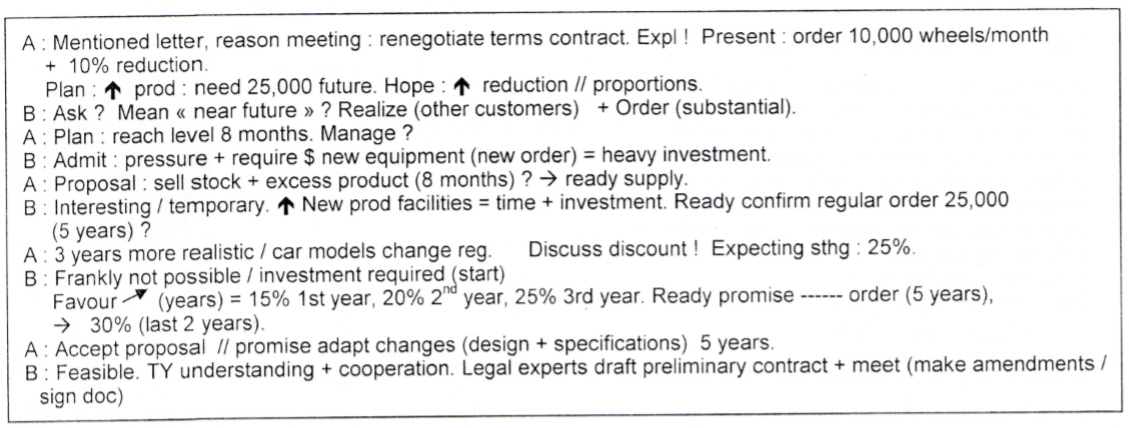 A : Mentioned letter, reason meeting : renegotiate terms contract. Expl ! Present : order 10,000 wheels/month
+ 10% reduction.
Plan : ↑ prod : need 25,000 future. Hope : ↑ reduction // proportions.
B : Ask ? Mean « near future » ? Realize (other customers) + Order (substantial).
A : Plan : reach level 8 months. Manage ?
B : Admit : pressure + require $ new equipment (new order) = heavy investment.
A : Proposal : sell stock + excess product (8 months) ? → ready supply.
B : Interesting / temporary. ↑ New prod facilities = time + investment. Ready confirm regular order 25,000
(5 years) ?
A : 3 years more realistic / car models change reg. Discuss discount ! Expecting sthg : 25%.
B : Frankly not possible / investment required (start)
Favour ↗ (years) = 15% 1st year, 20% 2nd year, 25% 3rd year. Ready promise ------ order (5 years),
→ 30% (last 2 years).
A : Accept proposal // promise adapt changes (design + specifications) 5 years.
B : Feasible. TY understanding + cooperation. Legal experts draft preliminary contract + meet (make amendments /
sign doc)